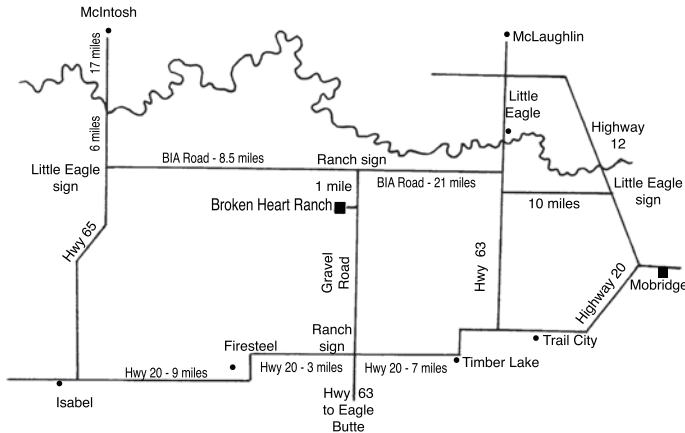 McIntosh
McLaughlin
17 miles
Little
Eagle
Highway
12
6 miles
BIA Road - 8.5 miles
Ranch sign
Little Eagle
sign
BIA Road - 21 miles
Little Eagle
sign
1 mile
10 miles
Broken Heart Ranch
Hwy 65
Gravel
Road
Hwy 63
Highway 20
Mobridge
Ranch
sign
Firesteel
Trail City
Hwy 20 - 9 miles
Hwy 20 - 3 miles
Hwy 20 - 7 miles
Timber Lake
Isabel
Hwy 63
to Eagle
Butte